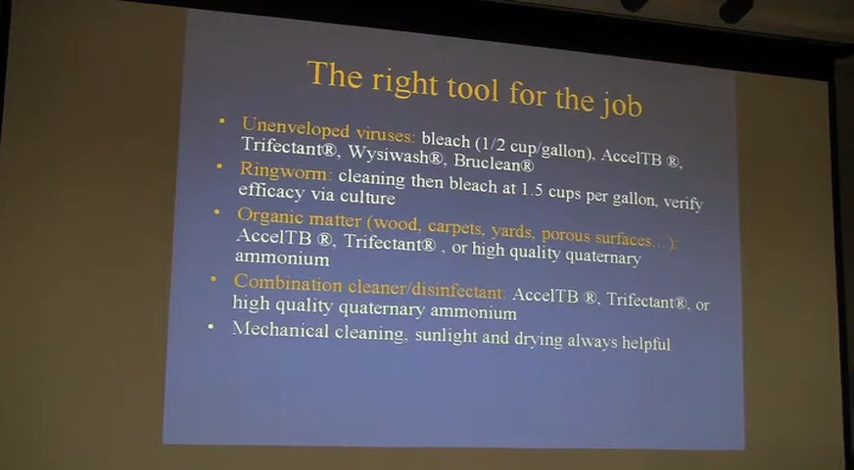 The right tool for the job
• Unenveloped viruses: bleach (1/2 cup/gallon), AccelTB ®,
Trifectant®, Wysiwash®, Bruclean®
• Ringworm: cleaning then bleach at 1.5 cups per gallon, verify
efficacy via culture
• Organic matter (wood, carpets, yards, porous surfaces...):
AccelTB ®, Trifectant® , or high quality quaternary
ammonium
• Combination cleaner/disinfectant: AccelTB ®, Trifectant®, or
high quality quaternary ammonium
• Mechanical cleaning, sunlight and drying always helpful